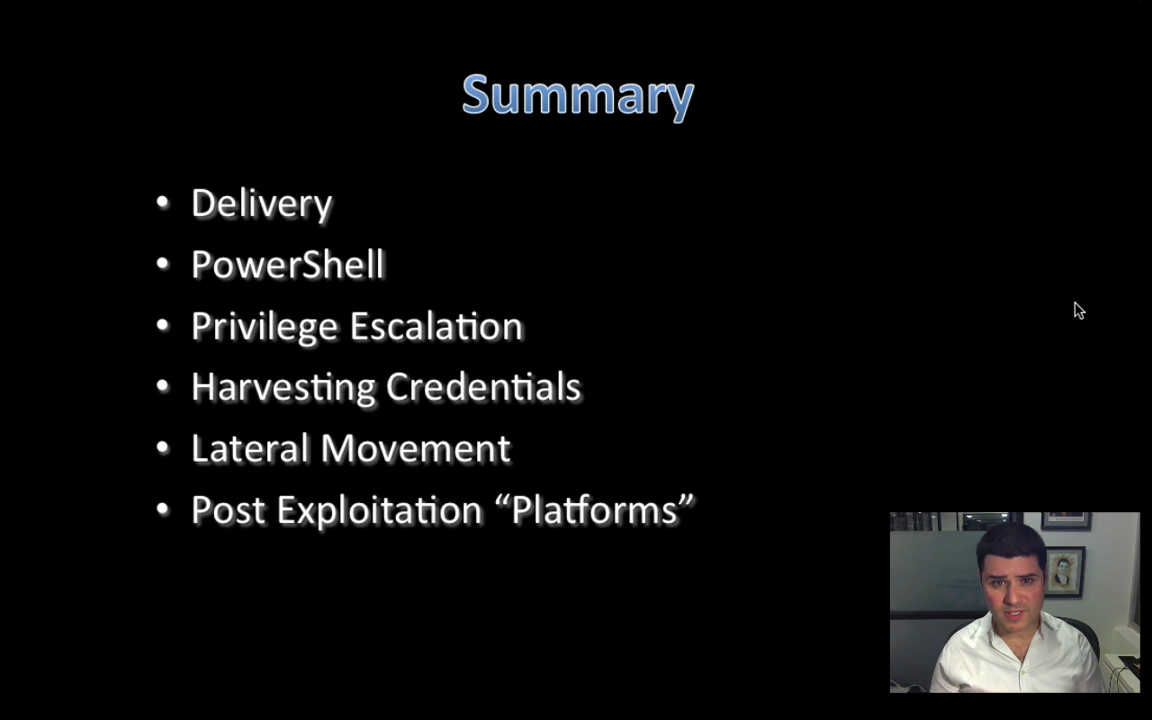 Summary
• Delivery
• PowerShell
• Privilege Escalation
• Harvesting Credentials
• Lateral Movement
• Post Exploitation “Platforms”